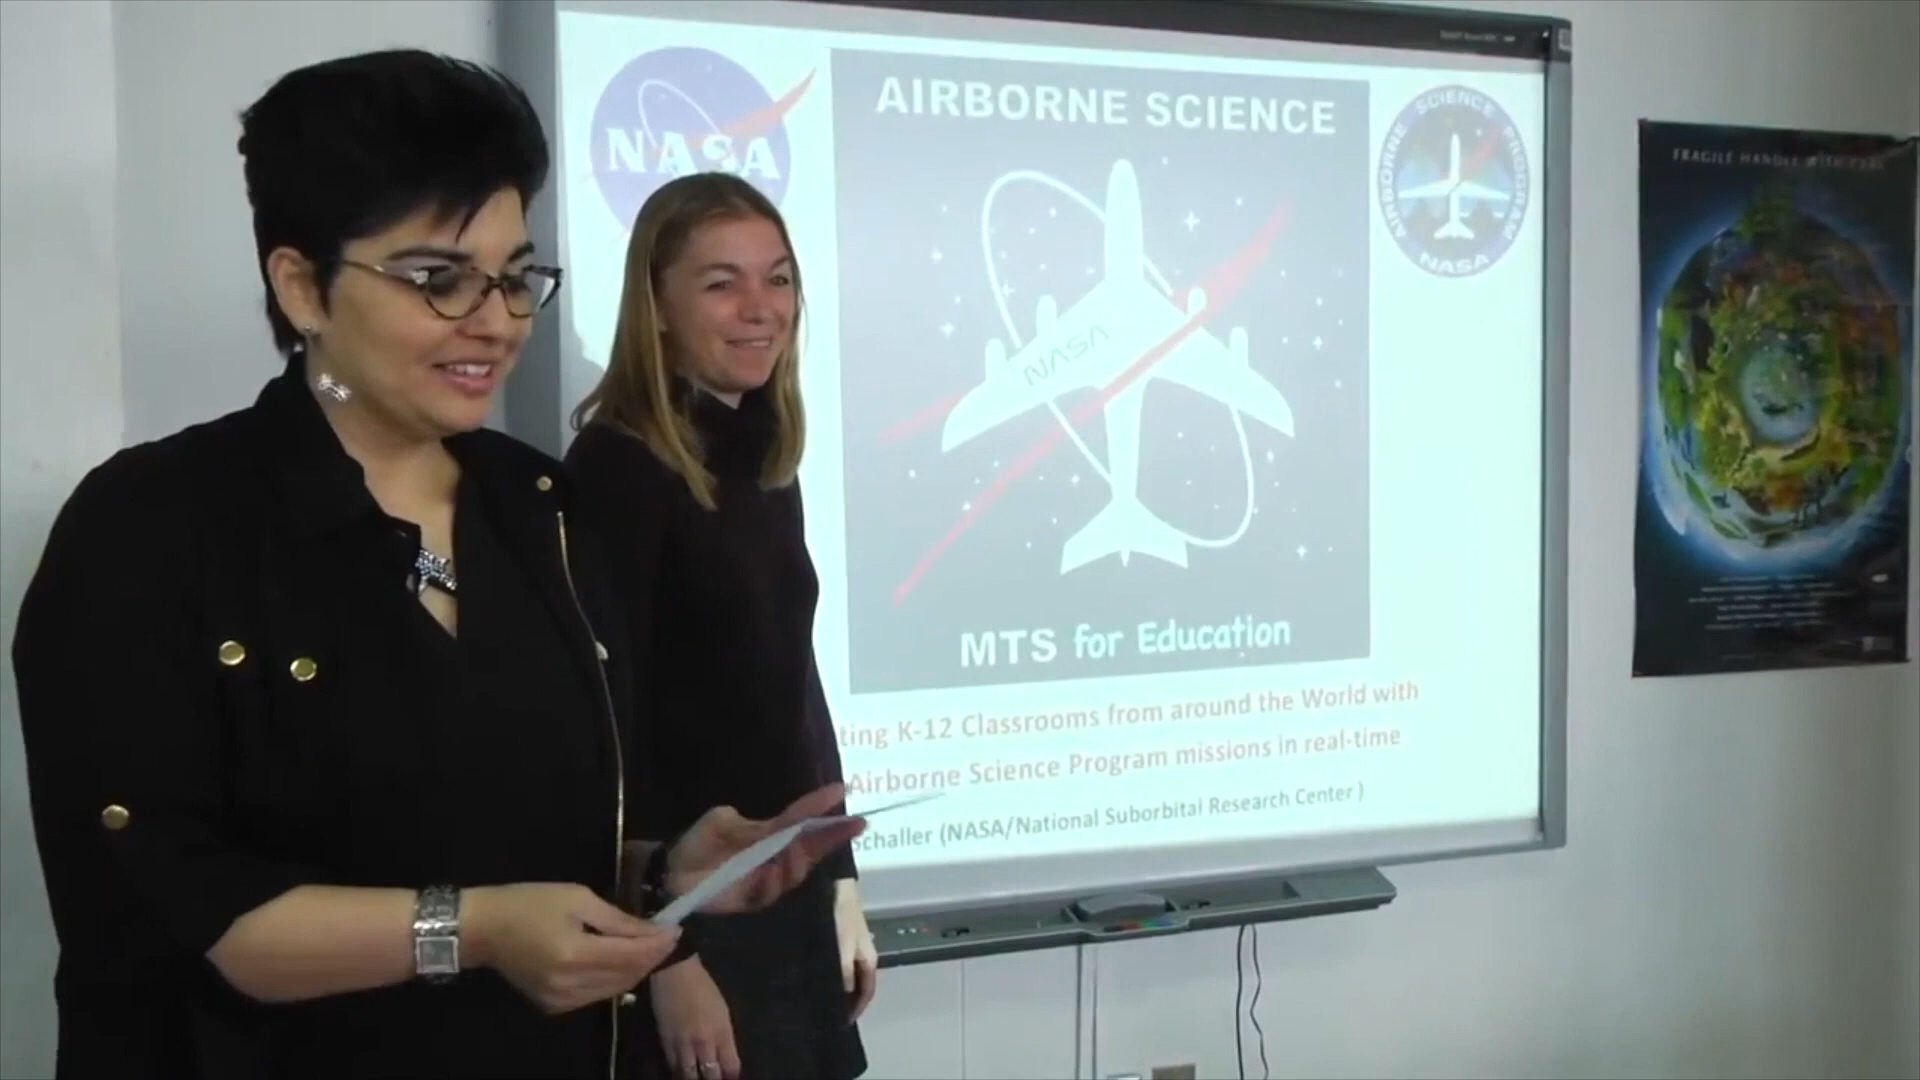 NASA
AIRBORNE SCIENCE
NASA
MTS for Education
AIRBORNE SCIENCE PROGRAM
NASA
ting K-12 Classrooms from around the World with
Airborne Science Program missions in real-time
Schaller (NASA/National Suborbital Research Center )
FRAGILE HANDLE WITH CARE